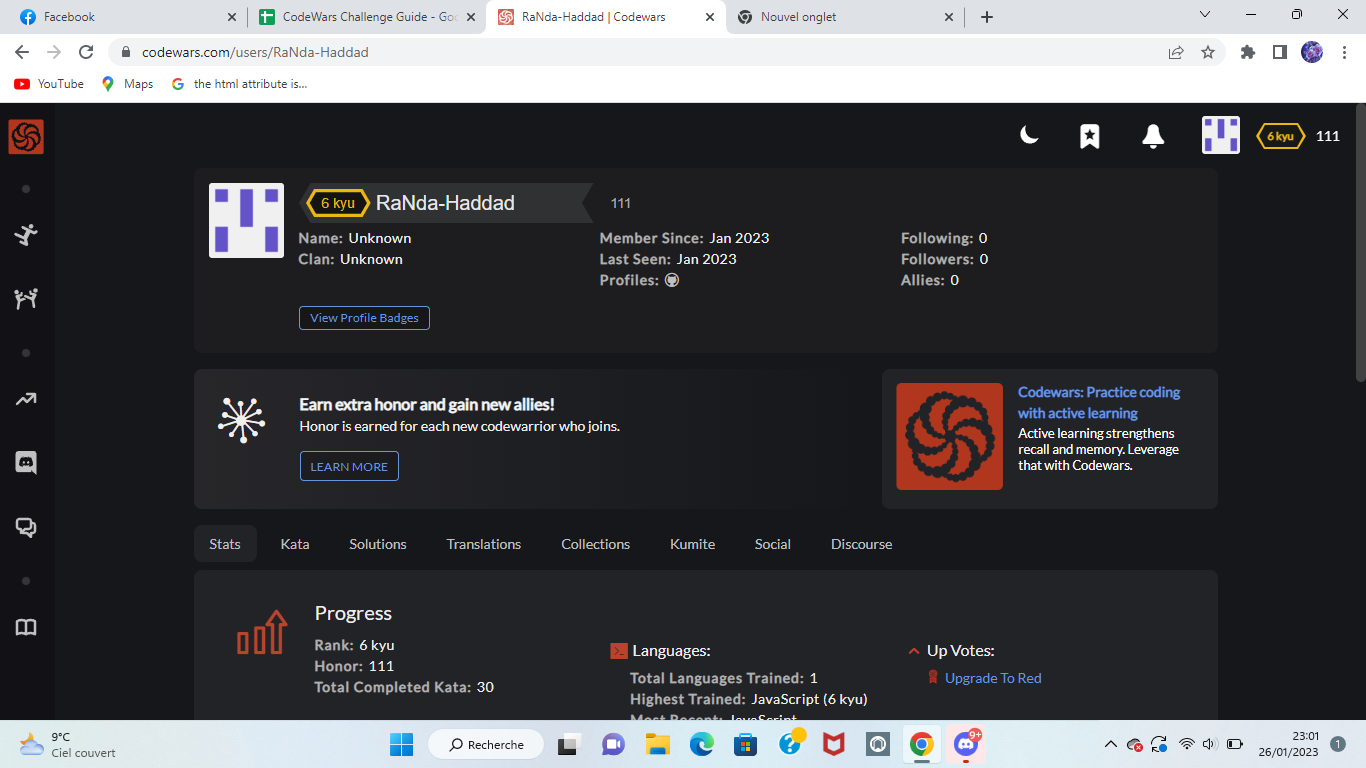 Facebook
CodeWars Challenge Guide - Goo
RaNda-Haddad | Codewars
Nouvel onglet
codewars.com/users/RaNda-Haddad
YouTube
Maps
the html attribute is...
6 kyu
111
6 kyu
RaNda-Haddad
111
Name: Unknown
Member Since: Jan 2023
Following: 0
Clan: Unknown
Last Seen: Jan 2023
Followers: 0
Profiles:
Allies: 0
View Profile Badges
Earn extra honor and gain new allies!
Honor is earned for each new codewarrior who joins.
LEARN MORE
Codewars: Practice coding
with active learning
Active learning strengthens
recall and memory. Leverage
that with Codewars.
Stats
Kata
Solutions
Translations
Collections
Kumite
Social
Discourse
Progress
Rank: 6 kyu
Honor: 111
Total Completed Kata: 30
Languages:
Total Languages Trained: 1
Highest Trained: JavaScript (6 kyu)
Most Recent: JavaScript
Up Votes:
Upgrade To Red
9°C
Ciel couvert
Recherche
9+
23:01
26/01/2023
1